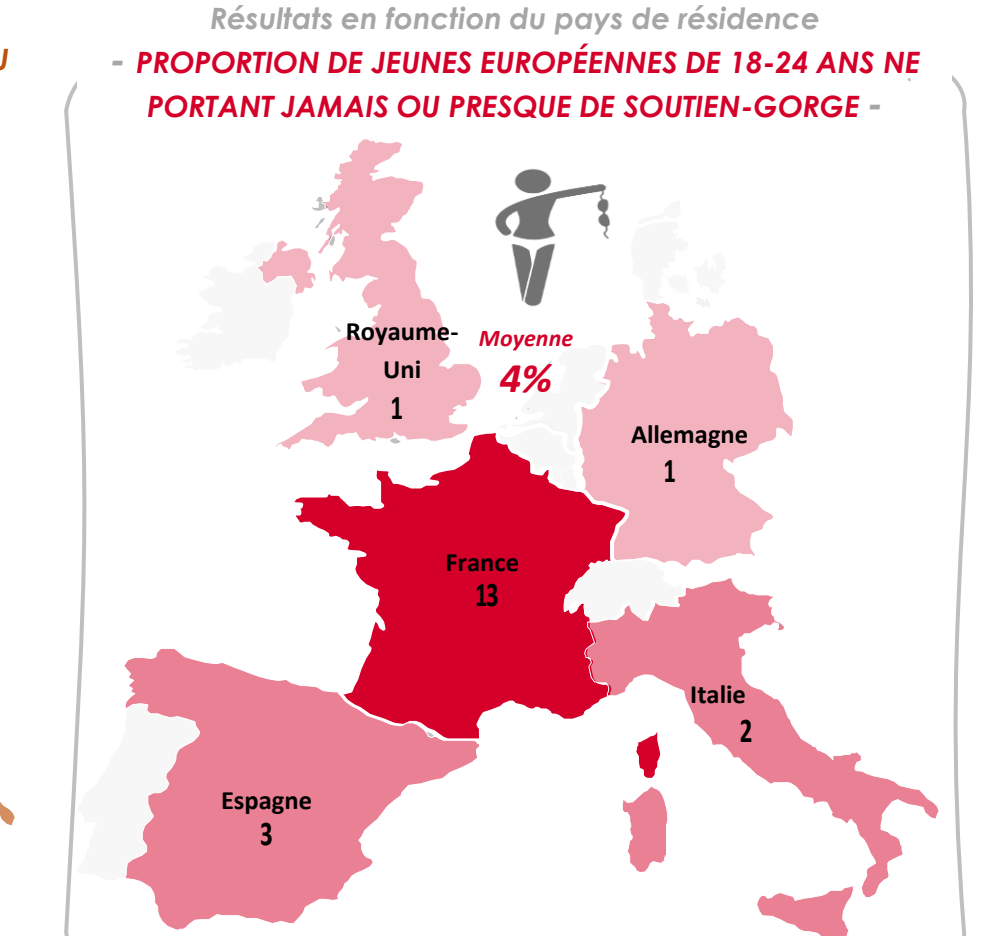 Résultats en fonction du pays de résidence
- PROPORTION DE JEUNES EUROPÉENNES DE 18-24 ANS NE
PORTANT JAMAIS OU PRESQUE DE SOUTIEN-GORGE -
Royaume-
Uni
1
Moyenne
4%
Allemagne
1
France
13
Italie
2
Espagne
3